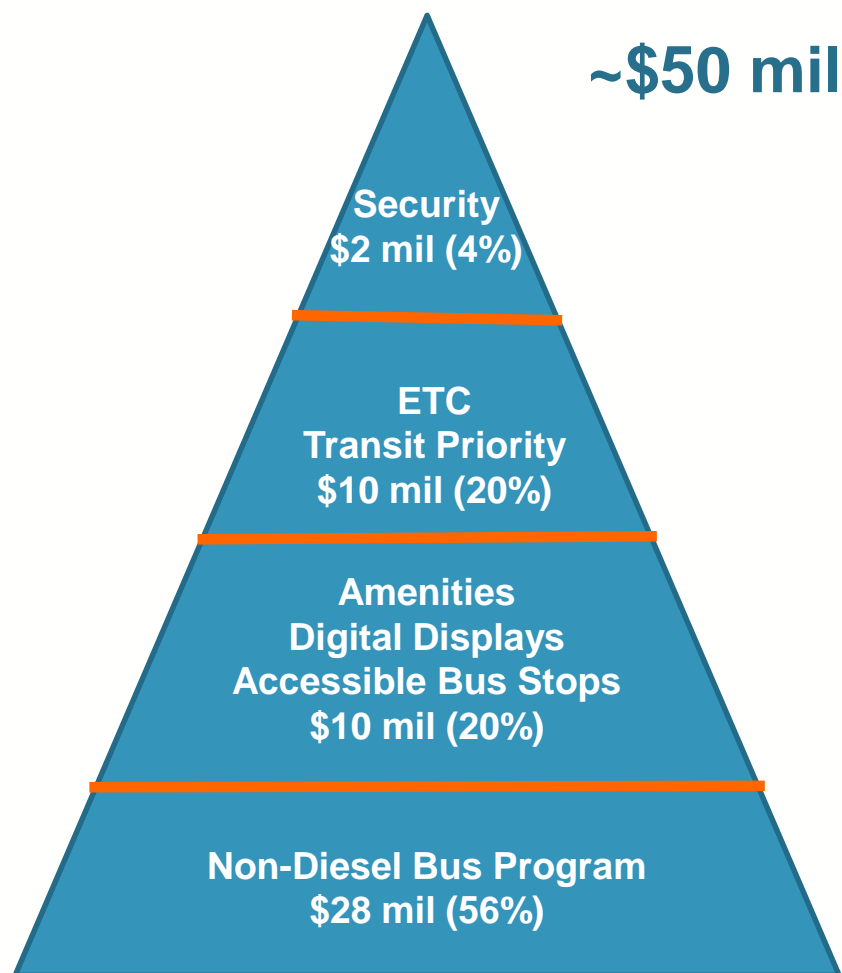 ~$50 mil
Security
$2 mil (4%)
ETC
Transit Priority
$10 mil (20%)
Amenities
Digital Displays
Accessible Bus Stops
$10 mil (20%)
Non-Diesel Bus Program
$28 mil (56%)